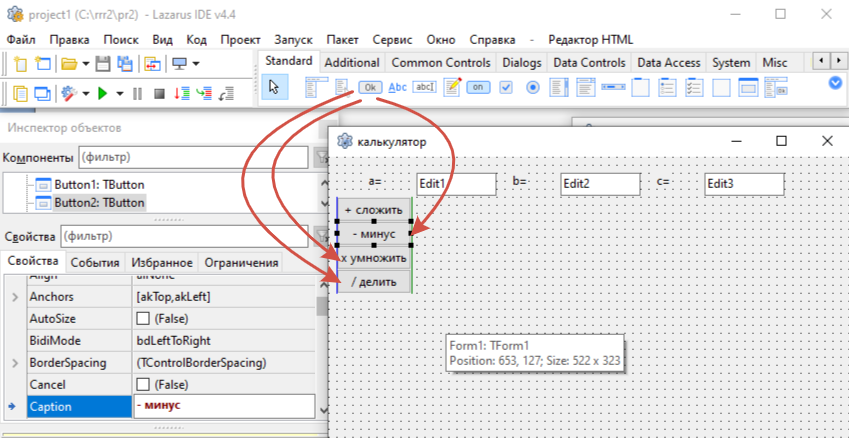 project1 (C:\rrr2\pr2) - Lazarus IDE v4.4
Файл Правка Поиск Вид Код Проект Запуск Пакет Сервис Окно Справка - Редактор HTML
Standard Additional Common Controls Dialogs Data Controls Data Access System Misc
Ok Abc abc on
Инспектор объектов
Компоненты (фильтр)
Button1: TButton
Button2: TButton
Свойства (фильтр)
Свойства События Избранное Ограничения
Align alNone
Anchors [akTop,akLeft]
AutoSize (False)
BidiMode bdLeftToRight
BorderSpacing (TControlBorderSpacing)
Cancel (False)
Caption - минус
калькулятор
a= Edit1 b= Edit2 c= Edit3
+ сложить
- минус
x умножить
/ делить
Form1: TForm1
Position: 653, 127; Size: 522 x 323